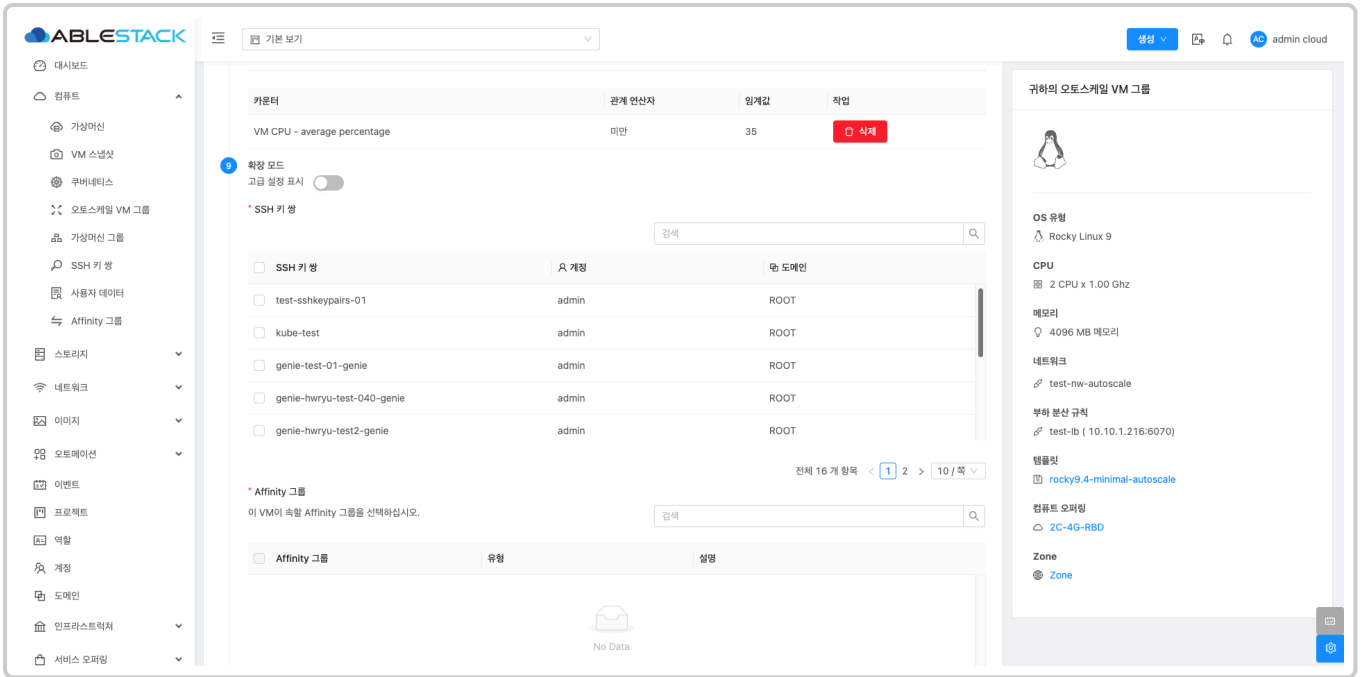 ABLESTACK
기본 보기
생성
AC
admin cloud
대시보드
컴퓨트
가상머신
VM 스냅샷
쿠버네티스
오토스케일 VM 그룹
가상머신 그룹
SSH 키 쌍
사용자 데이터
Affinity 그룹
스토리지
네트워크
이미지
오토메이션
이벤트
프로젝트
역할
계정
도메인
인프라스트럭쳐
서비스 오퍼링
카운터 관계 연산자 임계값 작업
VM CPU - average percentage 미만 35 삭제
9 확장 모드
고급 설정 표시
* SSH 키 쌍
검색
SSH 키 쌍 계정 도메인
test-sshkeypairs-01 admin ROOT
kube-test admin ROOT
genie-test-01-genie admin ROOT
genie-hwryu-test-040-genie admin ROOT
genie-hwryu-test2-genie admin ROOT
전체 16 개 항목 < 1 2 > 10 / 쪽
* Affinity 그룹
이 VM이 속할 Affinity 그룹을 선택하십시오.
검색
Affinity 그룹 유형 설명
No Data
귀하의 오토스케일 VM 그룹
OS 유형
Rocky Linux 9
CPU
2 CPU x 1.00 Ghz
메모리
4096 MB 메모리
네트워크
test-nw-autoscale
부하 분산 규칙
test-lb ( 10.10.1.216:6070)
템플릿
rocky9.4-minimal-autoscale
컴퓨트 오퍼링
2C-4G-RBD
Zone
Zone